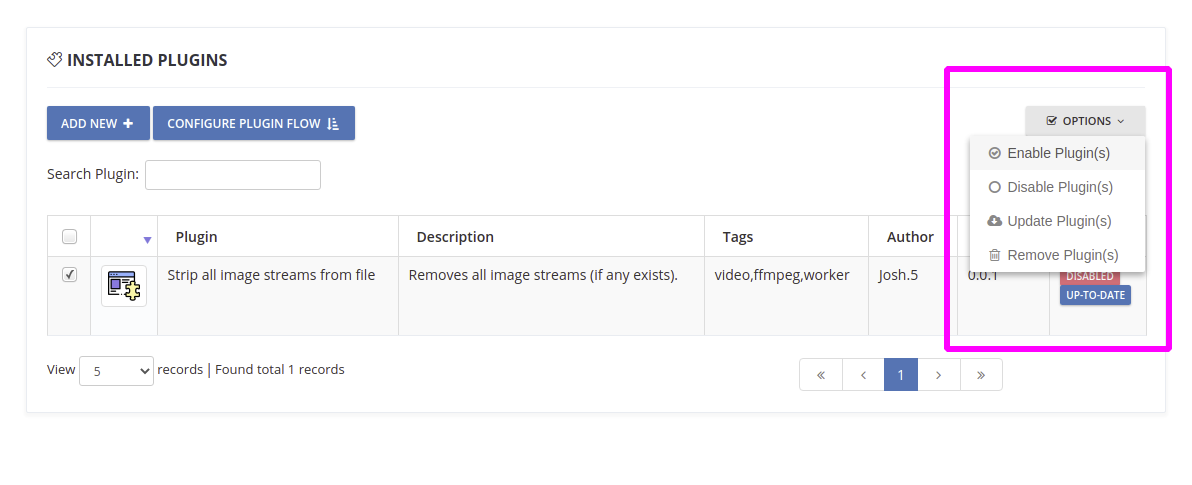 INSTALLED PLUGINS
ADD NEW CONFIGURE PLUGIN FLOW OPTIONS
Enable Plugin(s)
Search Plugin: Disable Plugin(s)
Update Plugin(s)
Plugin Description Tags Author
Remove Plugin(s)
Strip all image streams from file Removes all image streams (if any exists). video,ffmpeg,worker Josh.5 0.0.1 DISABLED
UP-TO-DATE
View 5 records | Found total 1 records « ‹ 1 › »